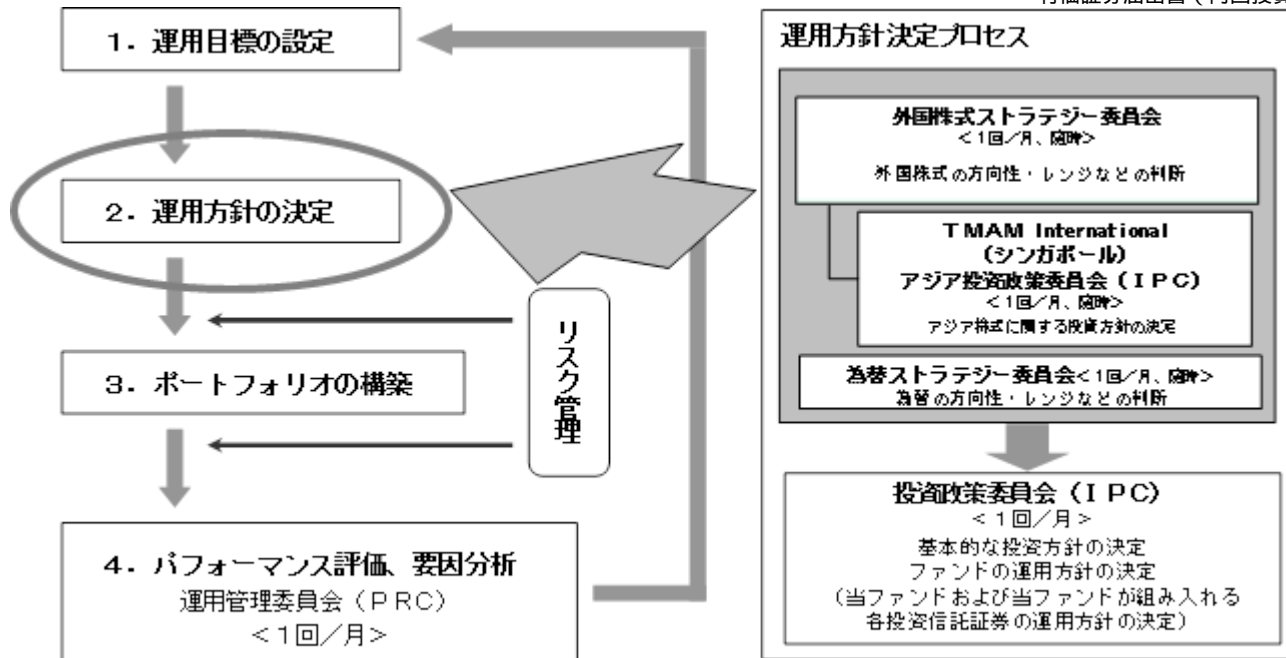 有価証券届出書（内国投資
１．運用目標の設定
２．運用方針の決定
３．ポートフォリオの構築
リスク管理
４．パフォーマンス評価、要因分析
運用管理委員会（ＰＲＣ）
＜１回／月＞
運用方針決定プロセス
外国株式ストラテジー委員会
＜１回／月、随時＞
外国株式の方向性・レンジなどの判断
ＴＭＡＭ International
（シンガポール）
アジア投資政策委員会（ＩＰＣ）
＜１回／月、随時＞
アジア株式に関する投資方針の決定
為替ストラテジー委員会＜１回／月、随時＞
為替の方向性・レンジなどの判断
投資政策委員会（ＩＰＣ）
＜１回／月＞
基本的な投資方針の決定
ファンドの運用方針の決定
（当ファンドおよび当ファンドが組み入れる
各投資信託証券の運用方針の決定）